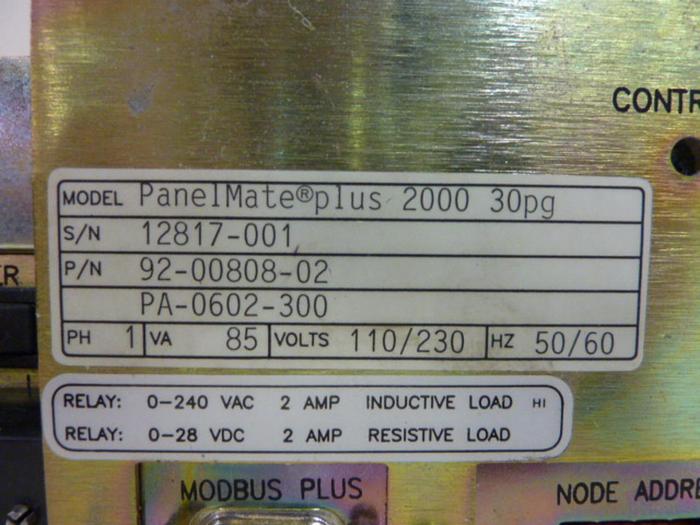 CONTR
MODEL PanelMate®plus 2000 30pg
S/N 12817-001
P/N 92-00808-02
ER
PA-0602-300
PH 1 VA 85 VOLTS 110/230 HZ 50/60
RELAY: 0-240 VAC 2 AMP INDUCTIVE LOAD HI
RELAY: 0-28 VDC 2 AMP RESISTIVE LOAD
MODBUS PLUS
NODE ADDRE